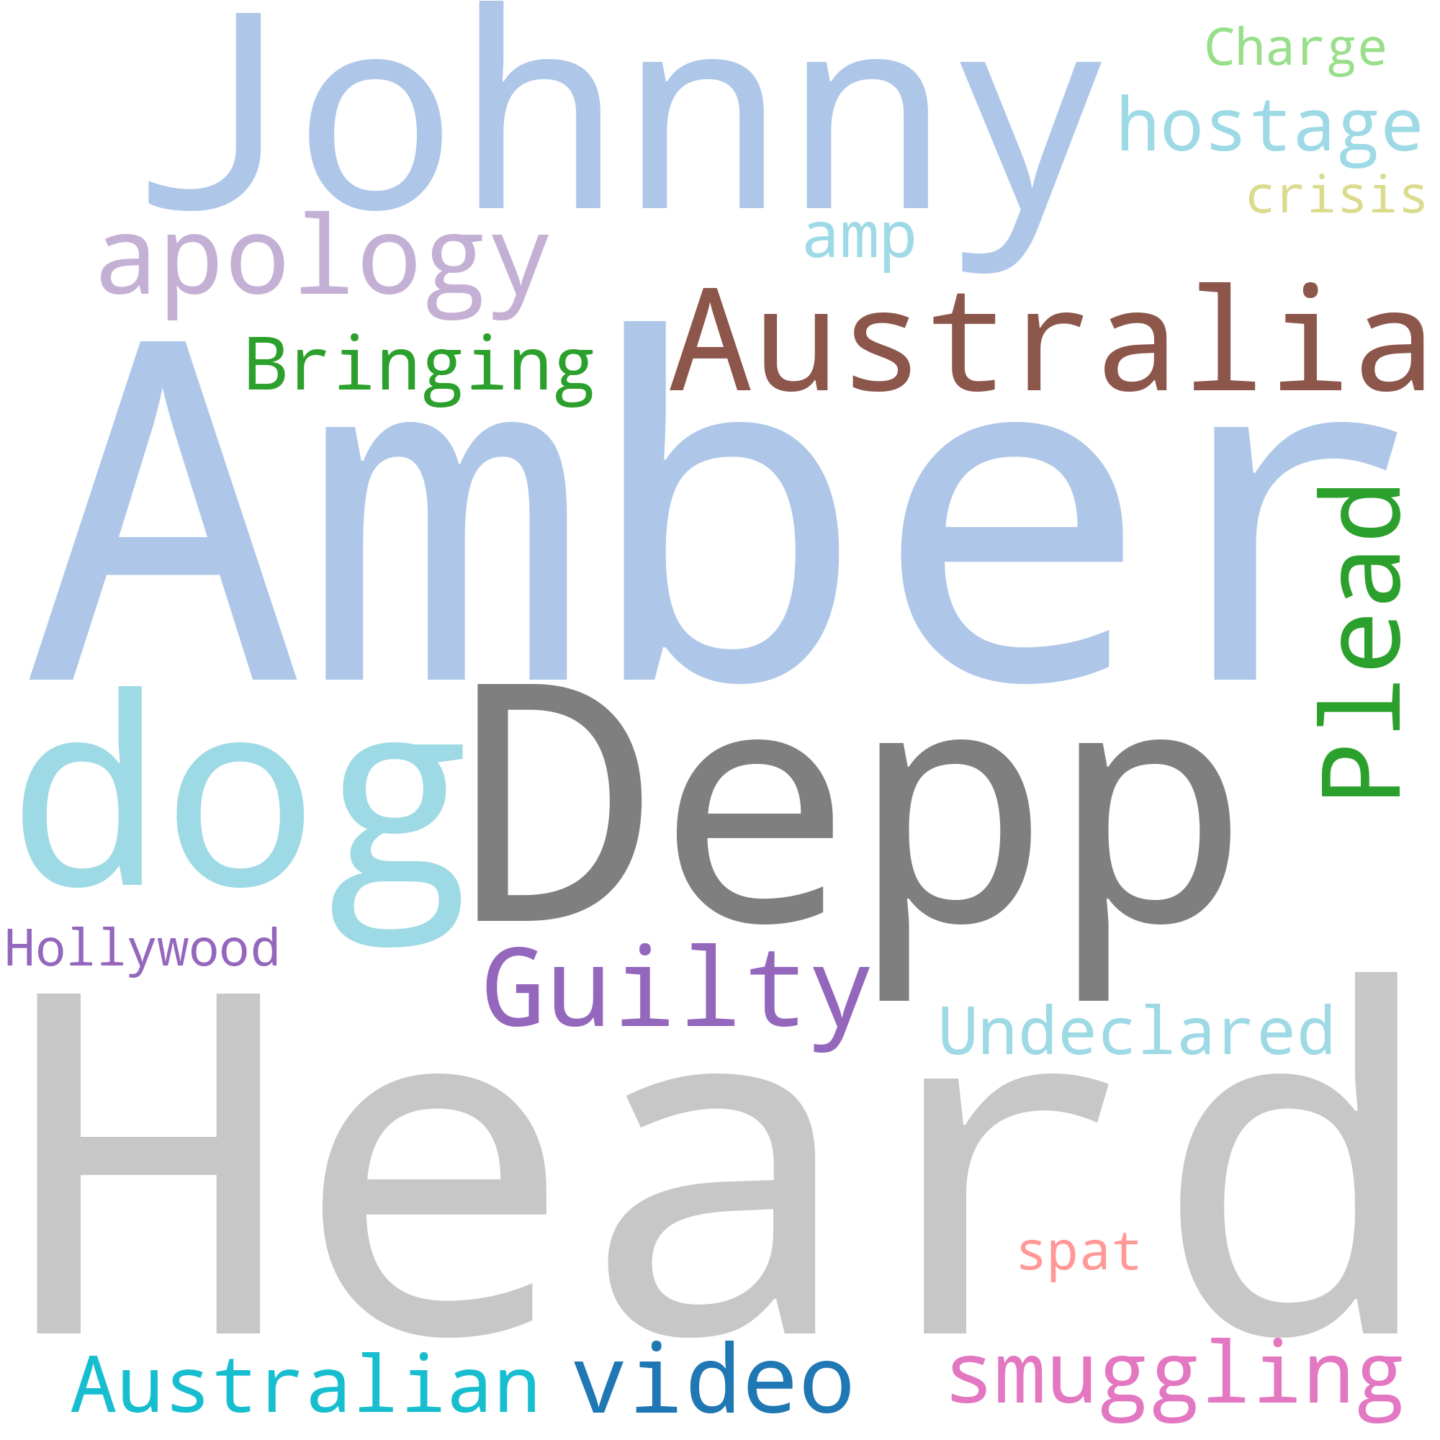 Johnny
Charge
hostage
crisis
apology
amp
Australia
Bringing
Amber
Plead
dog
Depp
Hollywood
Guilty
Undeclared
Heard
spat
Australian
video
smuggling